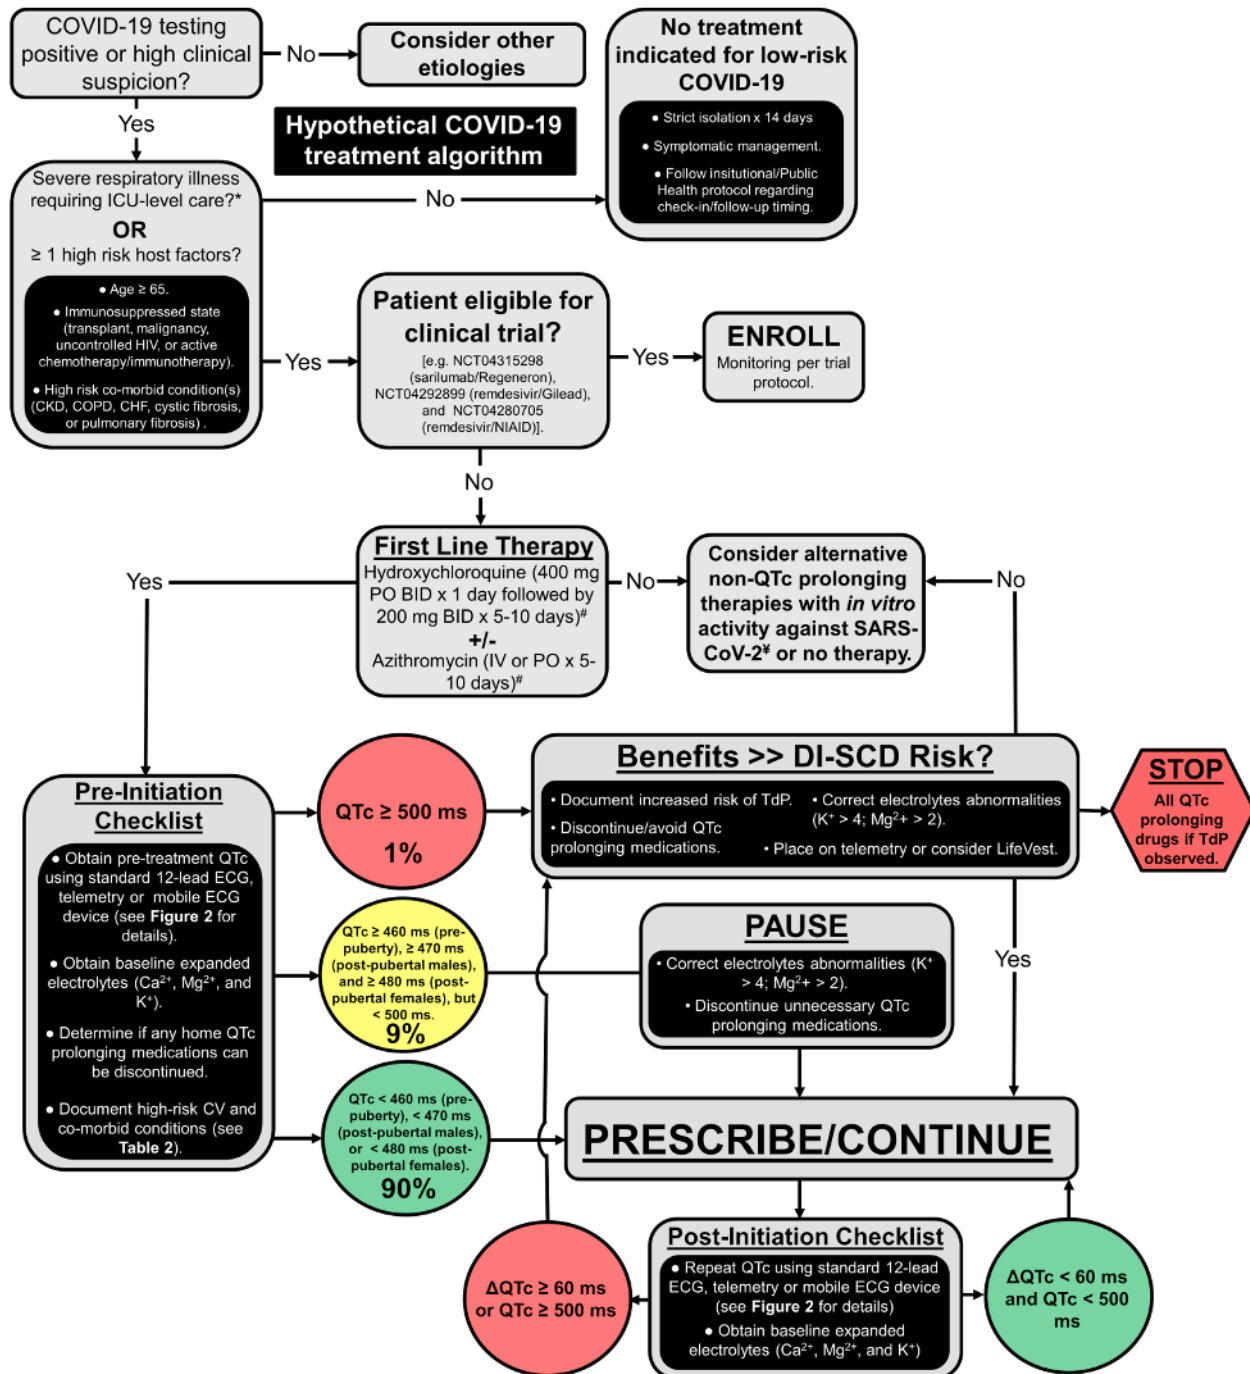 COVID-19 testing
positive or high clinical
suspicion?
No
Consider other
etiologies
No treatment
indicated for low-risk
COVID-19
● Strict isolation x 14 days
● Symptomatic management.
● Follow insitutional/Public
Health protocol regarding
check-in/follow-up timing.
Yes
Hypothetical COVID-19
treatment algorithm
Severe respiratory illness
requiring ICU-level care?*
OR
≥ 1 high risk host factors?
● Age ≥ 65.
● Immunosuppressed state
(transplant, malignancy,
uncontrolled HIV, or active
chemotherapy/immunotherapy).
● High risk co-morbid condition(s)
(CKD, COPD, CHF, cystic fibrosis,
or pulmonary fibrosis) .
No
Yes
Patient eligible for
clinical trial?
[e.g. NCT04315298
(sarilumab/Regeneron),
NCT04292899 (remdesivir/Gilead),
and NCT04280705
(remdesivir/NIAID)].
Yes
ENROLL
Monitoring per trial
protocol.
No
First Line Therapy
Hydroxychloroquine (400 mg
PO BID x 1 day followed by
200 mg BID x 5-10 days)#
+/-
Azithromycin (IV or PO x 5-
10 days)#
Yes
No
Consider alternative
non-QTc prolonging
therapies with in vitro
activity against SARS-
CoV-2¥ or no therapy.
No
Pre-Initiation
Checklist
● Obtain pre-treatment QTc
using standard 12-lead ECG,
telemetry or mobile ECG
device (see Figure 2 for
details).
● Obtain baseline expanded
electrolytes (Ca²⁺, Mg²⁺, and
K⁺).
● Determine if any home QTc
prolonging medications can
be discontinued.
● Document high-risk CV and
co-morbid conditions (see
Table 2).
QTc ≥ 500 ms
1%
Benefits >> DI-SCD Risk?
• Document increased risk of TdP.
• Discontinue/avoid QTc
prolonging medications.
• Correct electrolytes abnormalities
(K⁺ > 4; Mg²+ > 2).
• Place on telemetry or consider LifeVest.
STOP
All QTc
prolonging
drugs if TdP
observed.
QTc ≥ 460 ms (pre-
puberty), ≥ 470 ms
(post-pubertal males),
and ≥ 480 ms (post-
pubertal females), but
< 500 ms.
9%
PAUSE
• Correct electrolytes abnormalities (K⁺
> 4; Mg²+ > 2).
• Discontinue unnecessary QTc
prolonging medications.
Yes
QTc < 460 ms (pre-
puberty), < 470 ms
(post-pubertal males),
or < 480 ms (post-
pubertal females).
90%
PRESCRIBE/CONTINUE
ΔQTc ≥ 60 ms
or QTc ≥ 500 ms
Post-Initiation Checklist
● Repeat QTc using standard 12-lead
ECG, telemetry or mobile ECG device
(see Figure 2 for details)
● Obtain baseline expanded
electrolytes (Ca²⁺, Mg²⁺, and K⁺)
ΔQTc < 60 ms
and QTc < 500
ms